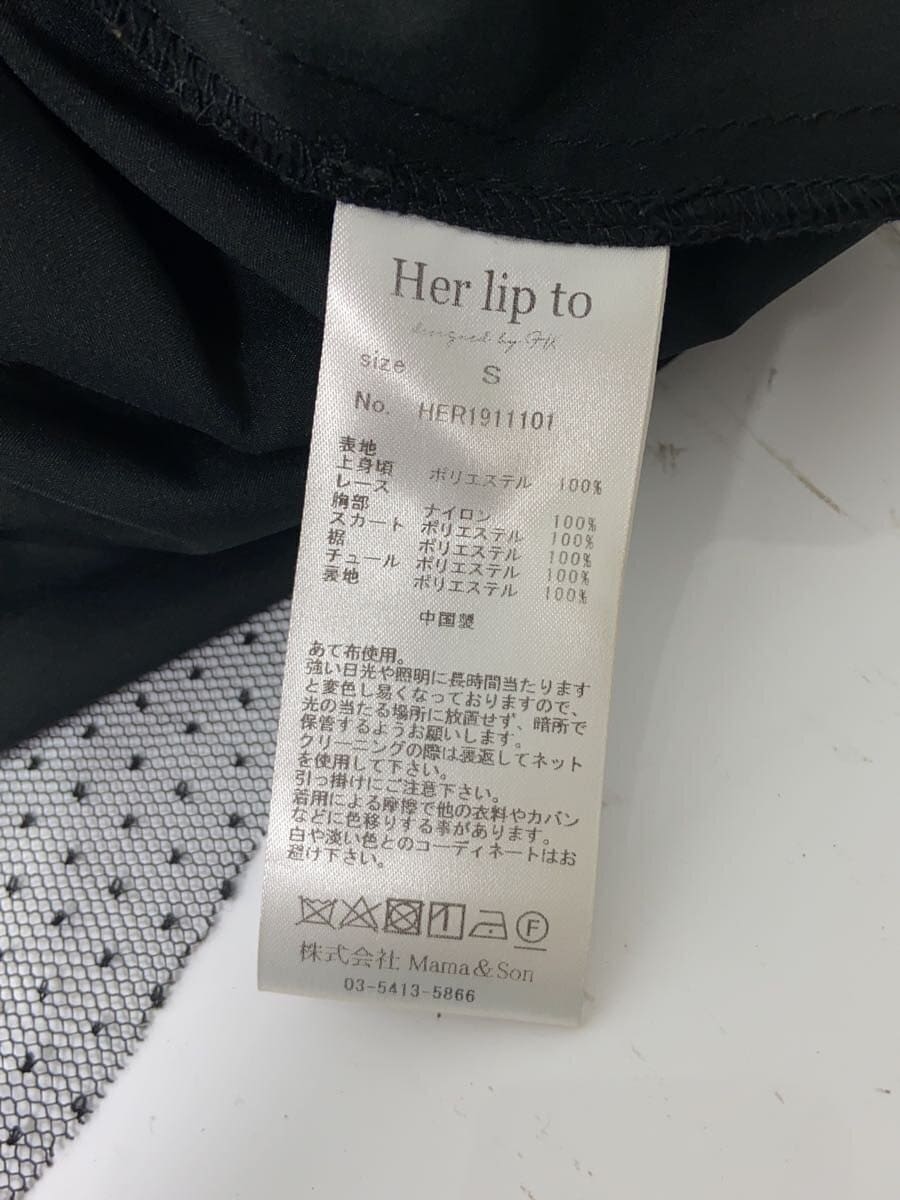 Her lip to
designed by HK
size S
No. HER1911101
表地
上身頃 ポリエステル 100%
レース
胸部 ナイロン 100%
スカート ポリエステル 100%
裾 ポリエステル 100%
チュール ポリエステル 100%
裏地 ポリエステル 100%
中国製
あて布使用。
強い日光や照明に長時間当たります
と変色し易くなっておりますので、
光の当たる場所に放置せず、暗所で
保管するようお願いします。
クリーニングの際は裏返してネット
を使用して下さい。
引っ掛けにご注意下さい。
着用による摩擦で他の衣料やカバン
などに色移りする事があります。
白や淡い色とのコーディネートはお
避け下さい。
F
株式会社 Mama&Son
03-5413-5866